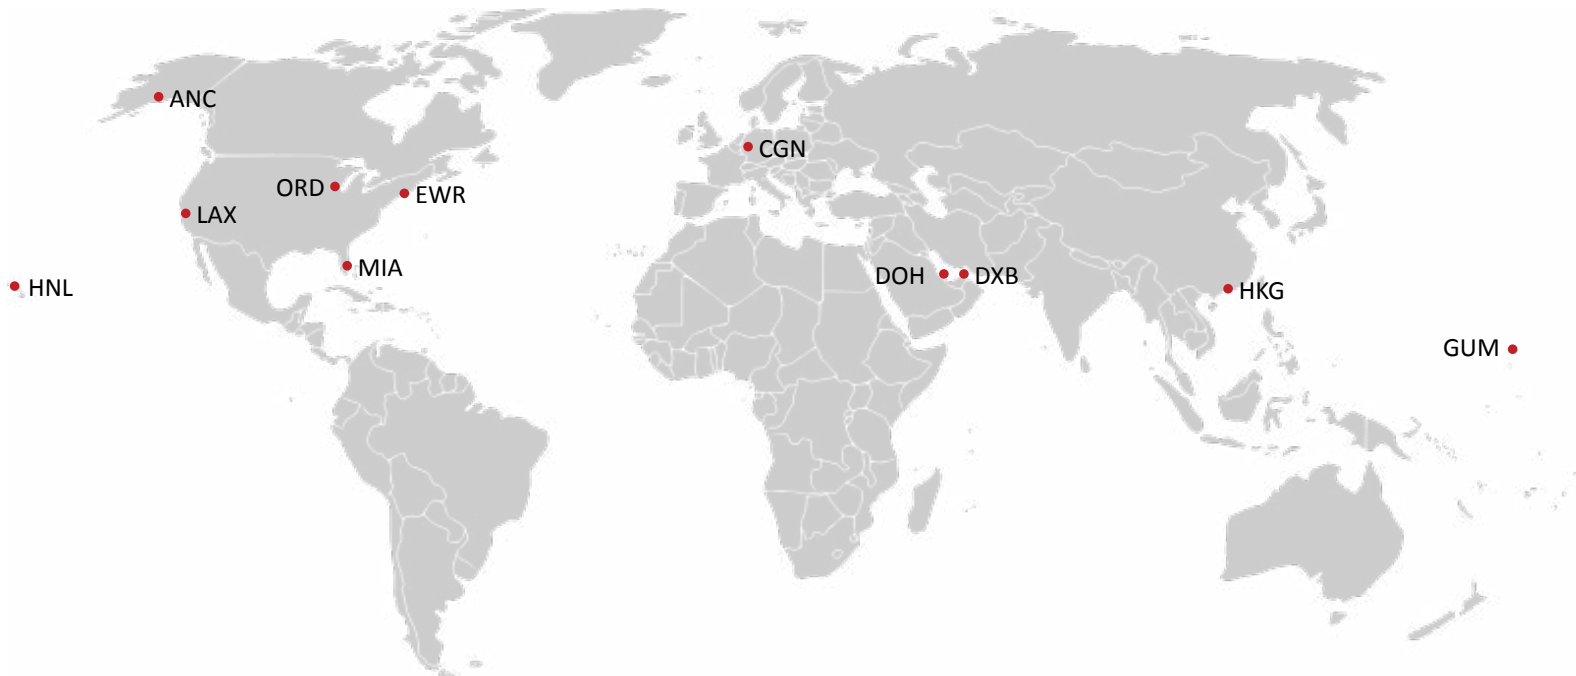 ANC
CGN
ORD
EWR
LAX
MIA
DOH
DXB
HNL
HKG
GUM